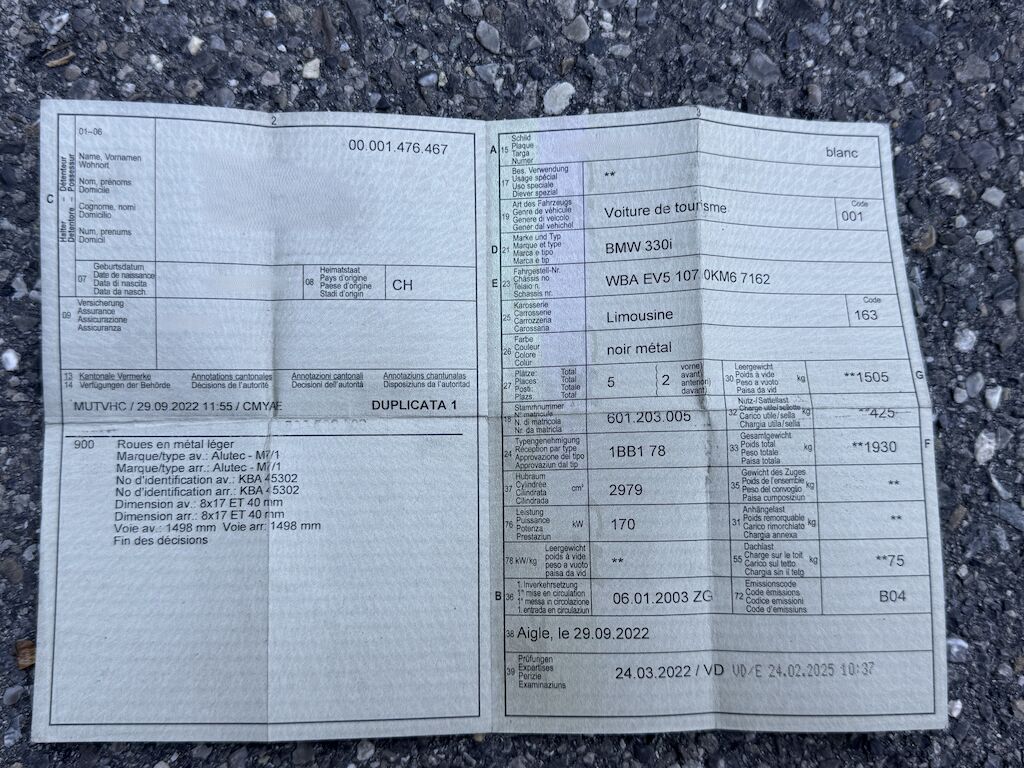 2
01–06
00.001.476.467
C
Halter – Détenteur
Detentore – Possessur
Name, Vornamen
Wohnort
Nom, prénoms
Domicile
Cognome, nomi
Domicilio
Num, prenums
Domicil
07
Geburtsdatum
Date de naissance
Data di nascita
Data da nasch.
08
Heimatstaat
Pays d'origine
Paese d'origine
Stadi d'origin
CH
09
Versicherung
Assurance
Assicurazione
Assicuranza
13 Kantonale Vermerke Annotations cantonales Annotazioni cantonali Annotaziuns chantunalas
14 Verfügungen der Behörde Décisions de l'autorité Decisioni dell'autorità Disposiziuns da l'autoritad
MUTVHC / 29.09.2022 11:55 / CMYAE DUPLICATA 1
900 Roues en métal léger
Marque/type av.: Alutec - M7/1
Marque/type arr.: Alutec - M7/1
No d'identification av.: KBA 45302
No d'identification arr.: KBA 45302
Dimension av.: 8x17 ET 40 mm
Dimension arr.: 8x17 ET 40 mm
Voie av.: 1498 mm Voie arr: 1498 mm
Fin des décisions
3
A 15
Schild
Plaque
Targa
Numer
blanc
17
Bes. Verwendung
Usage spécial
Uso speciale
Diever spezial
**
19
Art des Fahrzeugs
Genre de véhicule
Genere di veicolo
Gener dal vehichel
Voiture de tourisme
Code
001
D 21
Marke und Typ
Marque et type
Marca e tipo
Marca e tip
BMW 330i
E 23
Fahrgestell-Nr.
Châssis no
Telaio n.
Schassis nr.
WBA EV5 107 0KM6 7162
25
Karosserie
Carrosserie
Carrozzeria
Carossaria
Limousine
Code
163
26
Farbe
Couleur
Colore
Colur
noir métal
27
Plätze: Total
Places: Total
Posti: Totale
Plazs: Total
5
2
vorne
avant
anteriori
davant
30
Leergewicht
Poids à vide
Peso a vuoto
Paisa da vid
kg
**1505
G
18
Stammnummer
N° matricule
N. di matricola
Nr. da matricla
601.203.005
32
Nutz-/Sattellast
Charge utile/sellette
Carico utile/sella
Chargia utila/sella
kg
**425
24
Typengenehmigung
Réception par type
Approvazione del tipo
Approvaziun dal tip
1BB1 78
33
Gesamtgewicht
Poids total
Peso totale
Paisa totala
kg
**1930
F
37
Hubraum
Cylindrée
Cilindrata
Cilindrada
cm³
2979
35
Gewicht des Zuges
Poids de l'ensemble
Peso del convoglio
Paisa cumposiziun
kg
**
76
Leistung
Puissance
Potenza
Prestaziun
kW
170
31
Anhängelast
Poids remorquable
Carico rimorchiato
Chargia annexa
kg
**
78 kW/kg
Leergewicht
poids à vide
peso a vuoto
paisa da vid
**
55
Dachlast
Charge sur le toit
Carico sul tetto
Chargia sin il tetg
kg
**75
B 36
1. Inverkehrsetzung
1re mise en circulation
1a messa in circolazione
1. entrada en circulaziun
06.01.2003 ZG
72
Emissionscode
Code émissions
Codice emissioni
Code d'emissiuns
B04
38 Aigle, le 29.09.2022
39
Prüfungen
Expertises
Perizie
Examinaziuns
24.03.2022 / VD VD/E 24.02.2025 10:37